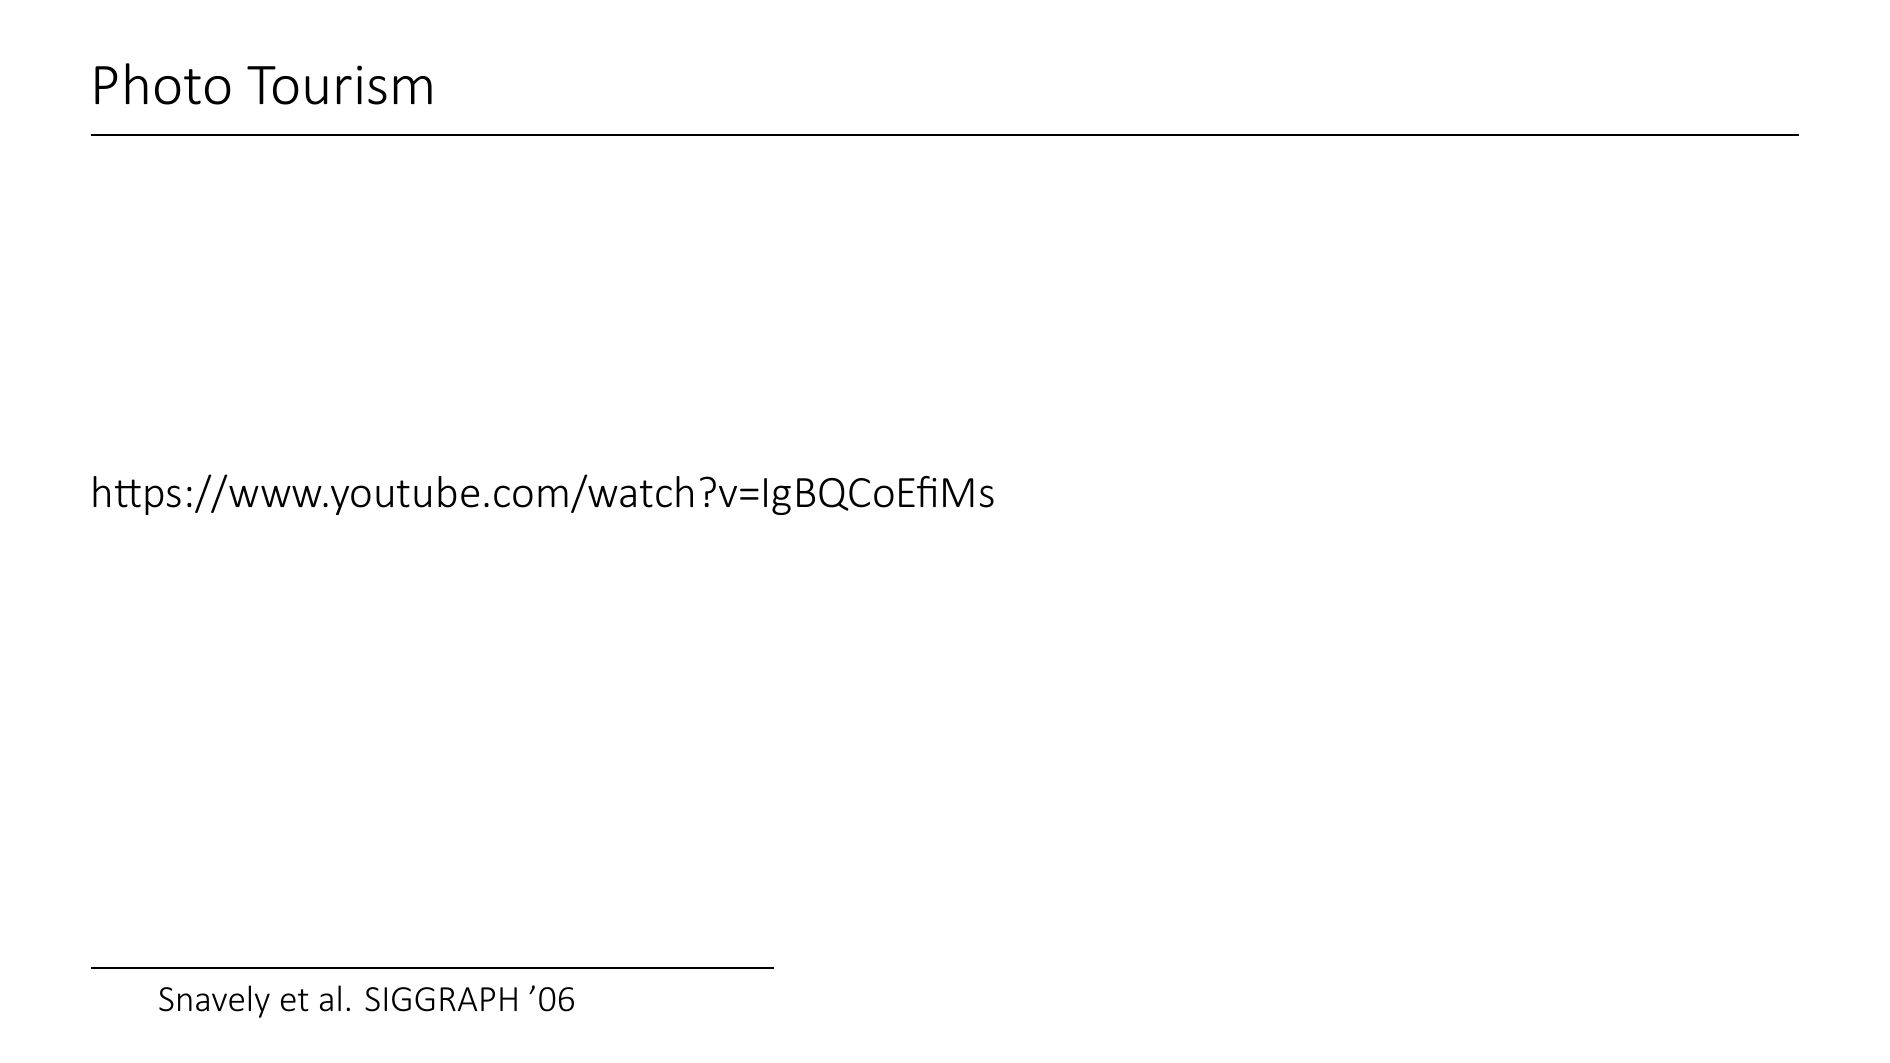 Photo Tourism
https://www.youtube.com/watch?v=IgBQCoEfiMs
Snavely et al. SIGGRAPH ’06